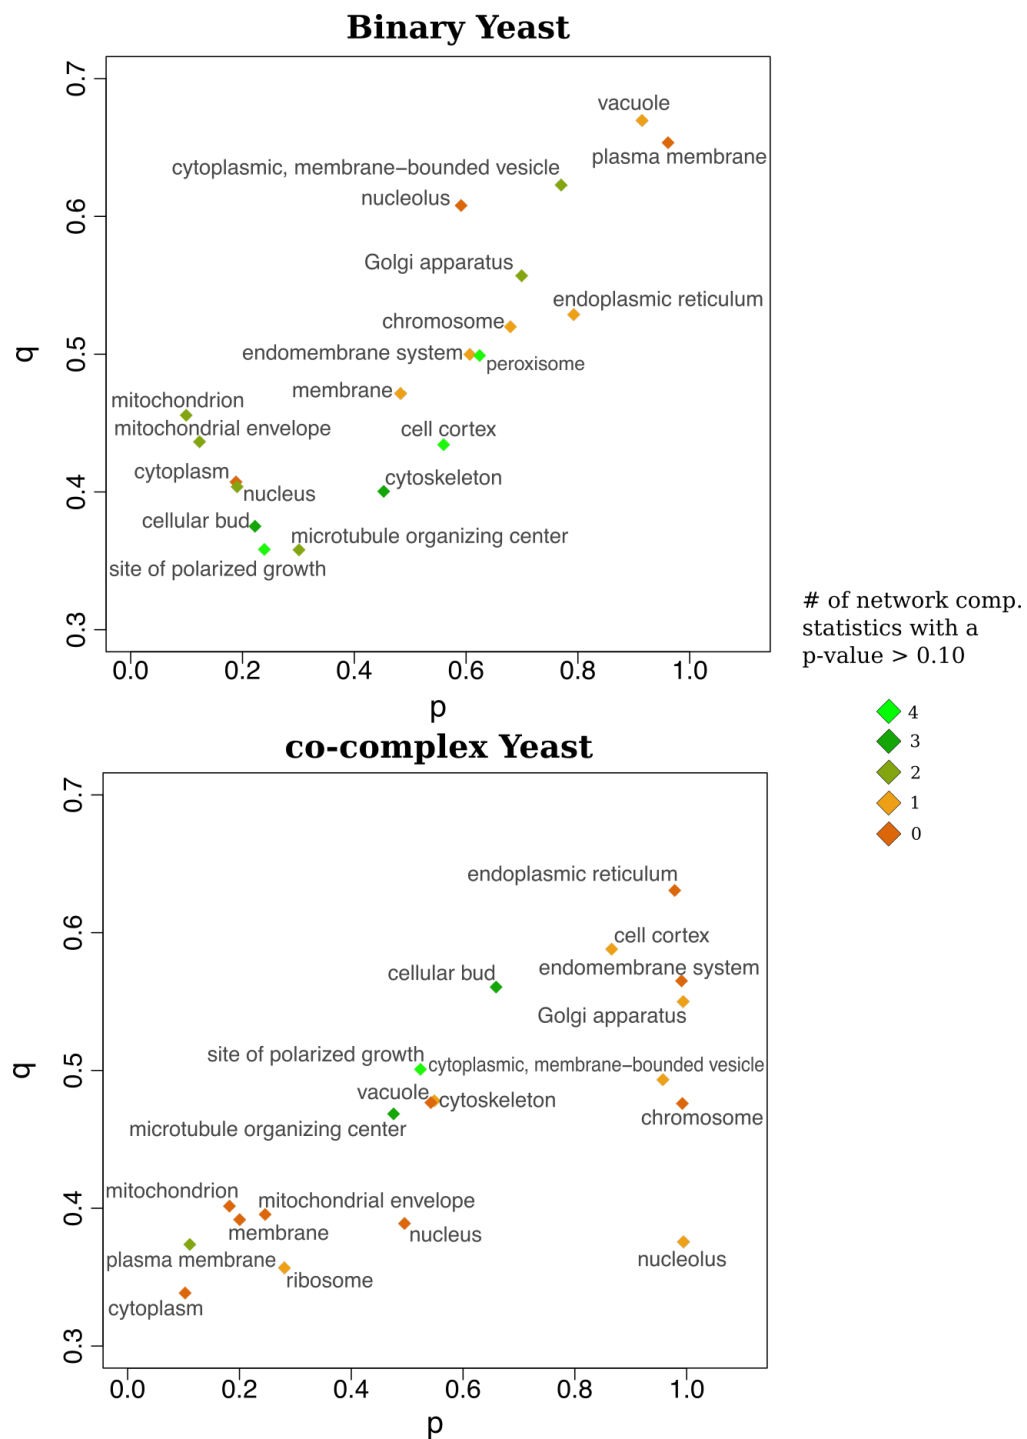 Binary Yeast
0.7
0.6
0.5
0.4
0.3
q
vacuole
plasma membrane
cytoplasmic, membrane−bounded vesicle
nucleolus
Golgi apparatus
endoplasmic reticulum
chromosome
endomembrane system
peroxisome
membrane
mitochondrion
mitochondrial envelope
cell cortex
cytoplasm
cytoskeleton
nucleus
cellular bud
microtubule organizing center
site of polarized growth
0.0 0.2 0.4 0.6 0.8 1.0
p
# of network comp.
statistics with a
p-value > 0.10
4
3
2
1
0
co-complex Yeast
0.7
0.6
0.5
0.4
0.3
q
endoplasmic reticulum
cell cortex
endomembrane system
cellular bud
Golgi apparatus
site of polarized growth
cytoplasmic, membrane−bounded vesicle
vacuole
cytoskeleton
chromosome
microtubule organizing center
mitochondrion
mitochondrial envelope
membrane
nucleus
plasma membrane
nucleolus
ribosome
cytoplasm
0.0 0.2 0.4 0.6 0.8 1.0
p